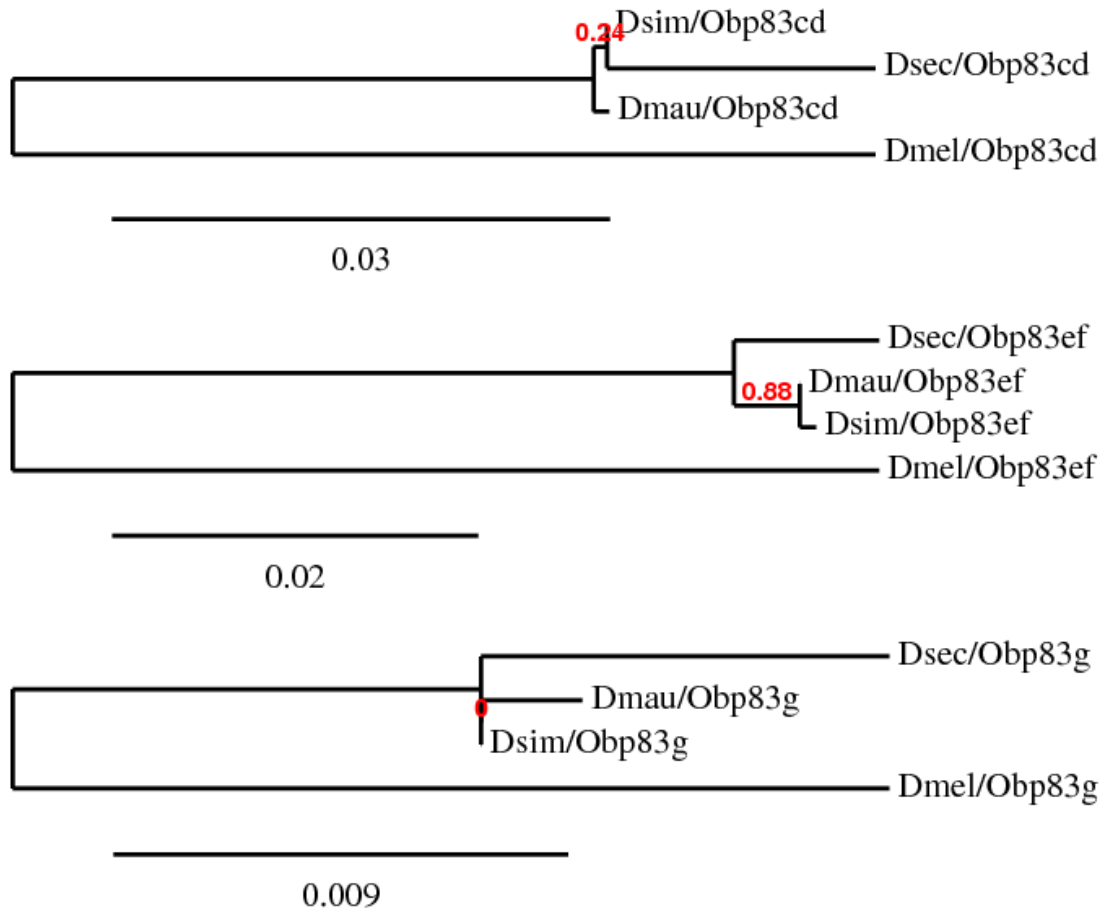 Dsim/Obp83cd
0.24
Dsec/Obp83cd
Dmau/Obp83cd
Dmel/Obp83cd
0.03
Dsec/Obp83ef
Dmau/Obp83ef
0.88
Dsim/Obp83ef
Dmel/Obp83ef
0.02
Dsec/Obp83g
Dmau/Obp83g
0
Dsim/Obp83g
Dmel/Obp83g
0.009